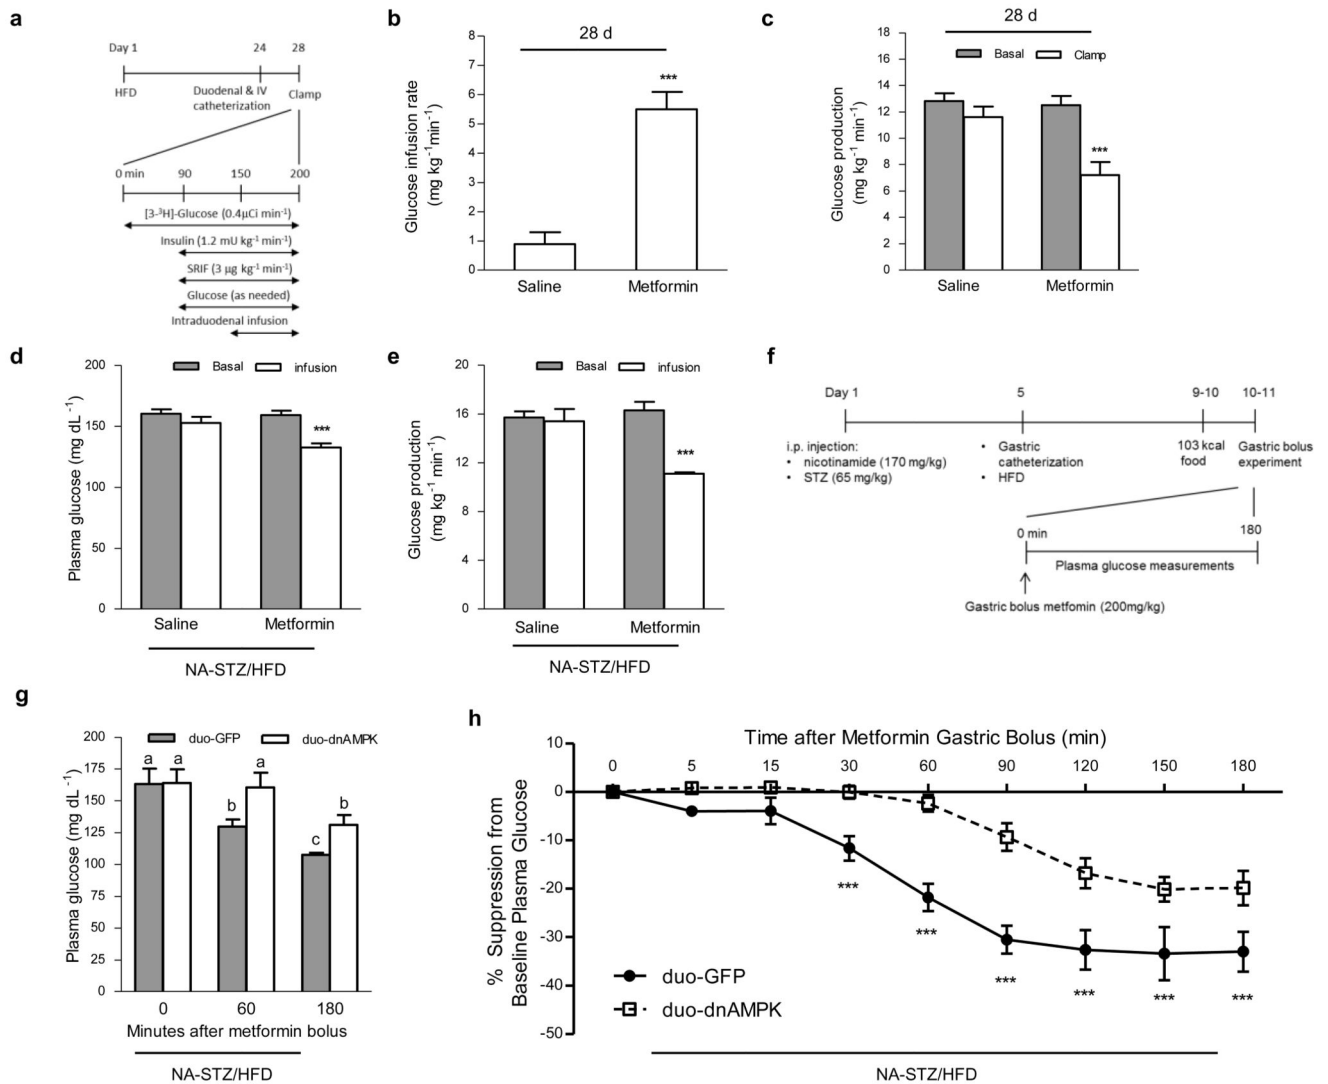 a
Day 1
24
28
HFD
Duodenal & IV
catheterization
Clamp
0 min
90
150
200
[3-³H]-Glucose (0.4µCi min⁻¹)
Insulin (1.2 mU kg⁻¹ min⁻¹)
SRIF (3 µg kg⁻¹ min⁻¹)
Glucose (as needed)
Intraduodenal infusion
b
28 d
Glucose infusion rate
(mg kg⁻¹min⁻¹)
8
7
6
5
4
3
2
1
0
***
Saline
Metformin
c
28 d
Basal
Clamp
Glucose production
(mg kg⁻¹ min⁻¹)
18
16
14
12
10
8
6
4
2
0
***
Saline
Metformin
d
Basal
infusion
Plasma glucose (mg dL⁻¹)
200
150
100
50
0
***
Saline
Metformin
NA-STZ/HFD
e
Basal
infusion
Glucose production
(mg kg⁻¹ min⁻¹)
20
16
12
8
4
0
***
Saline
Metformin
NA-STZ/HFD
f
Day 1
5
9-10
10-11
i.p. injection:
• nicotinamide (170 mg/kg)
• STZ (65 mg/kg)
• Gastric
catheterization
• HFD
103 kcal
food
Gastric bolus
experiment
0 min
180
Plasma glucose measurements
Gastric bolus metfomin (200mg/kg)
g
duo-GFP
duo-dnAMPK
Plasma glucose (mg dL⁻¹)
200
175
150
125
100
75
50
25
0
a
a
b
a
c
b
0
60
180
Minutes after metformin bolus
NA-STZ/HFD
h
Time after Metformin Gastric Bolus (min)
0
5
15
30
60
90
120
150
180
% Suppression from
Baseline Plasma Glucose
10
0
-10
-20
-30
-40
-50
***
***
***
***
***
***
duo-GFP
duo-dnAMPK
NA-STZ/HFD